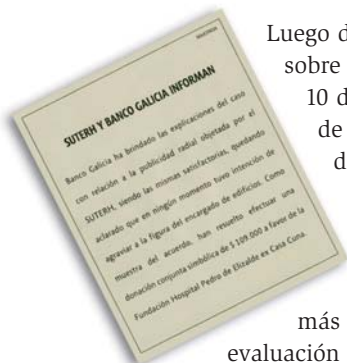 Luego d
sobre
10 d
de
d
SOLICITADA
SUTERH Y BANCO GALICIA INFORMAN
Banco Galicia ha brindado las explicaciones del caso
con relación a la publicidad radial objetada por el
SUTERH, siendo las mismas satisfactorias, quedando
aclarado que en ningún momento tuvo intención de
agraviar a la figura del encargado de edificios. Como
muestra del acuerdo, han resuelto efectuar una
donación conjunta simbólica de $ 109.000 a favor de la
Fundación Hospital Pedro de Elizalde ex Casa Cuna.
más
evaluación